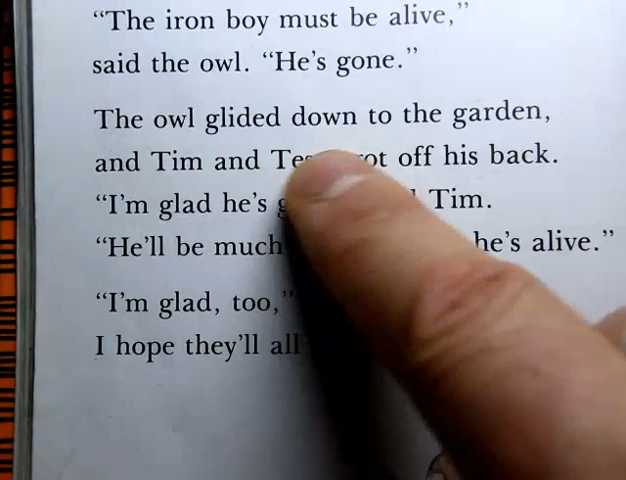 "The iron boy must be alive,"
said the owl. "He's gone."
The owl glided down to the garden,
and Tim and off his back.
"I'm glad he's Tim.
"He'll be much he's alive."
"I'm glad, too,"
I hope they'll all